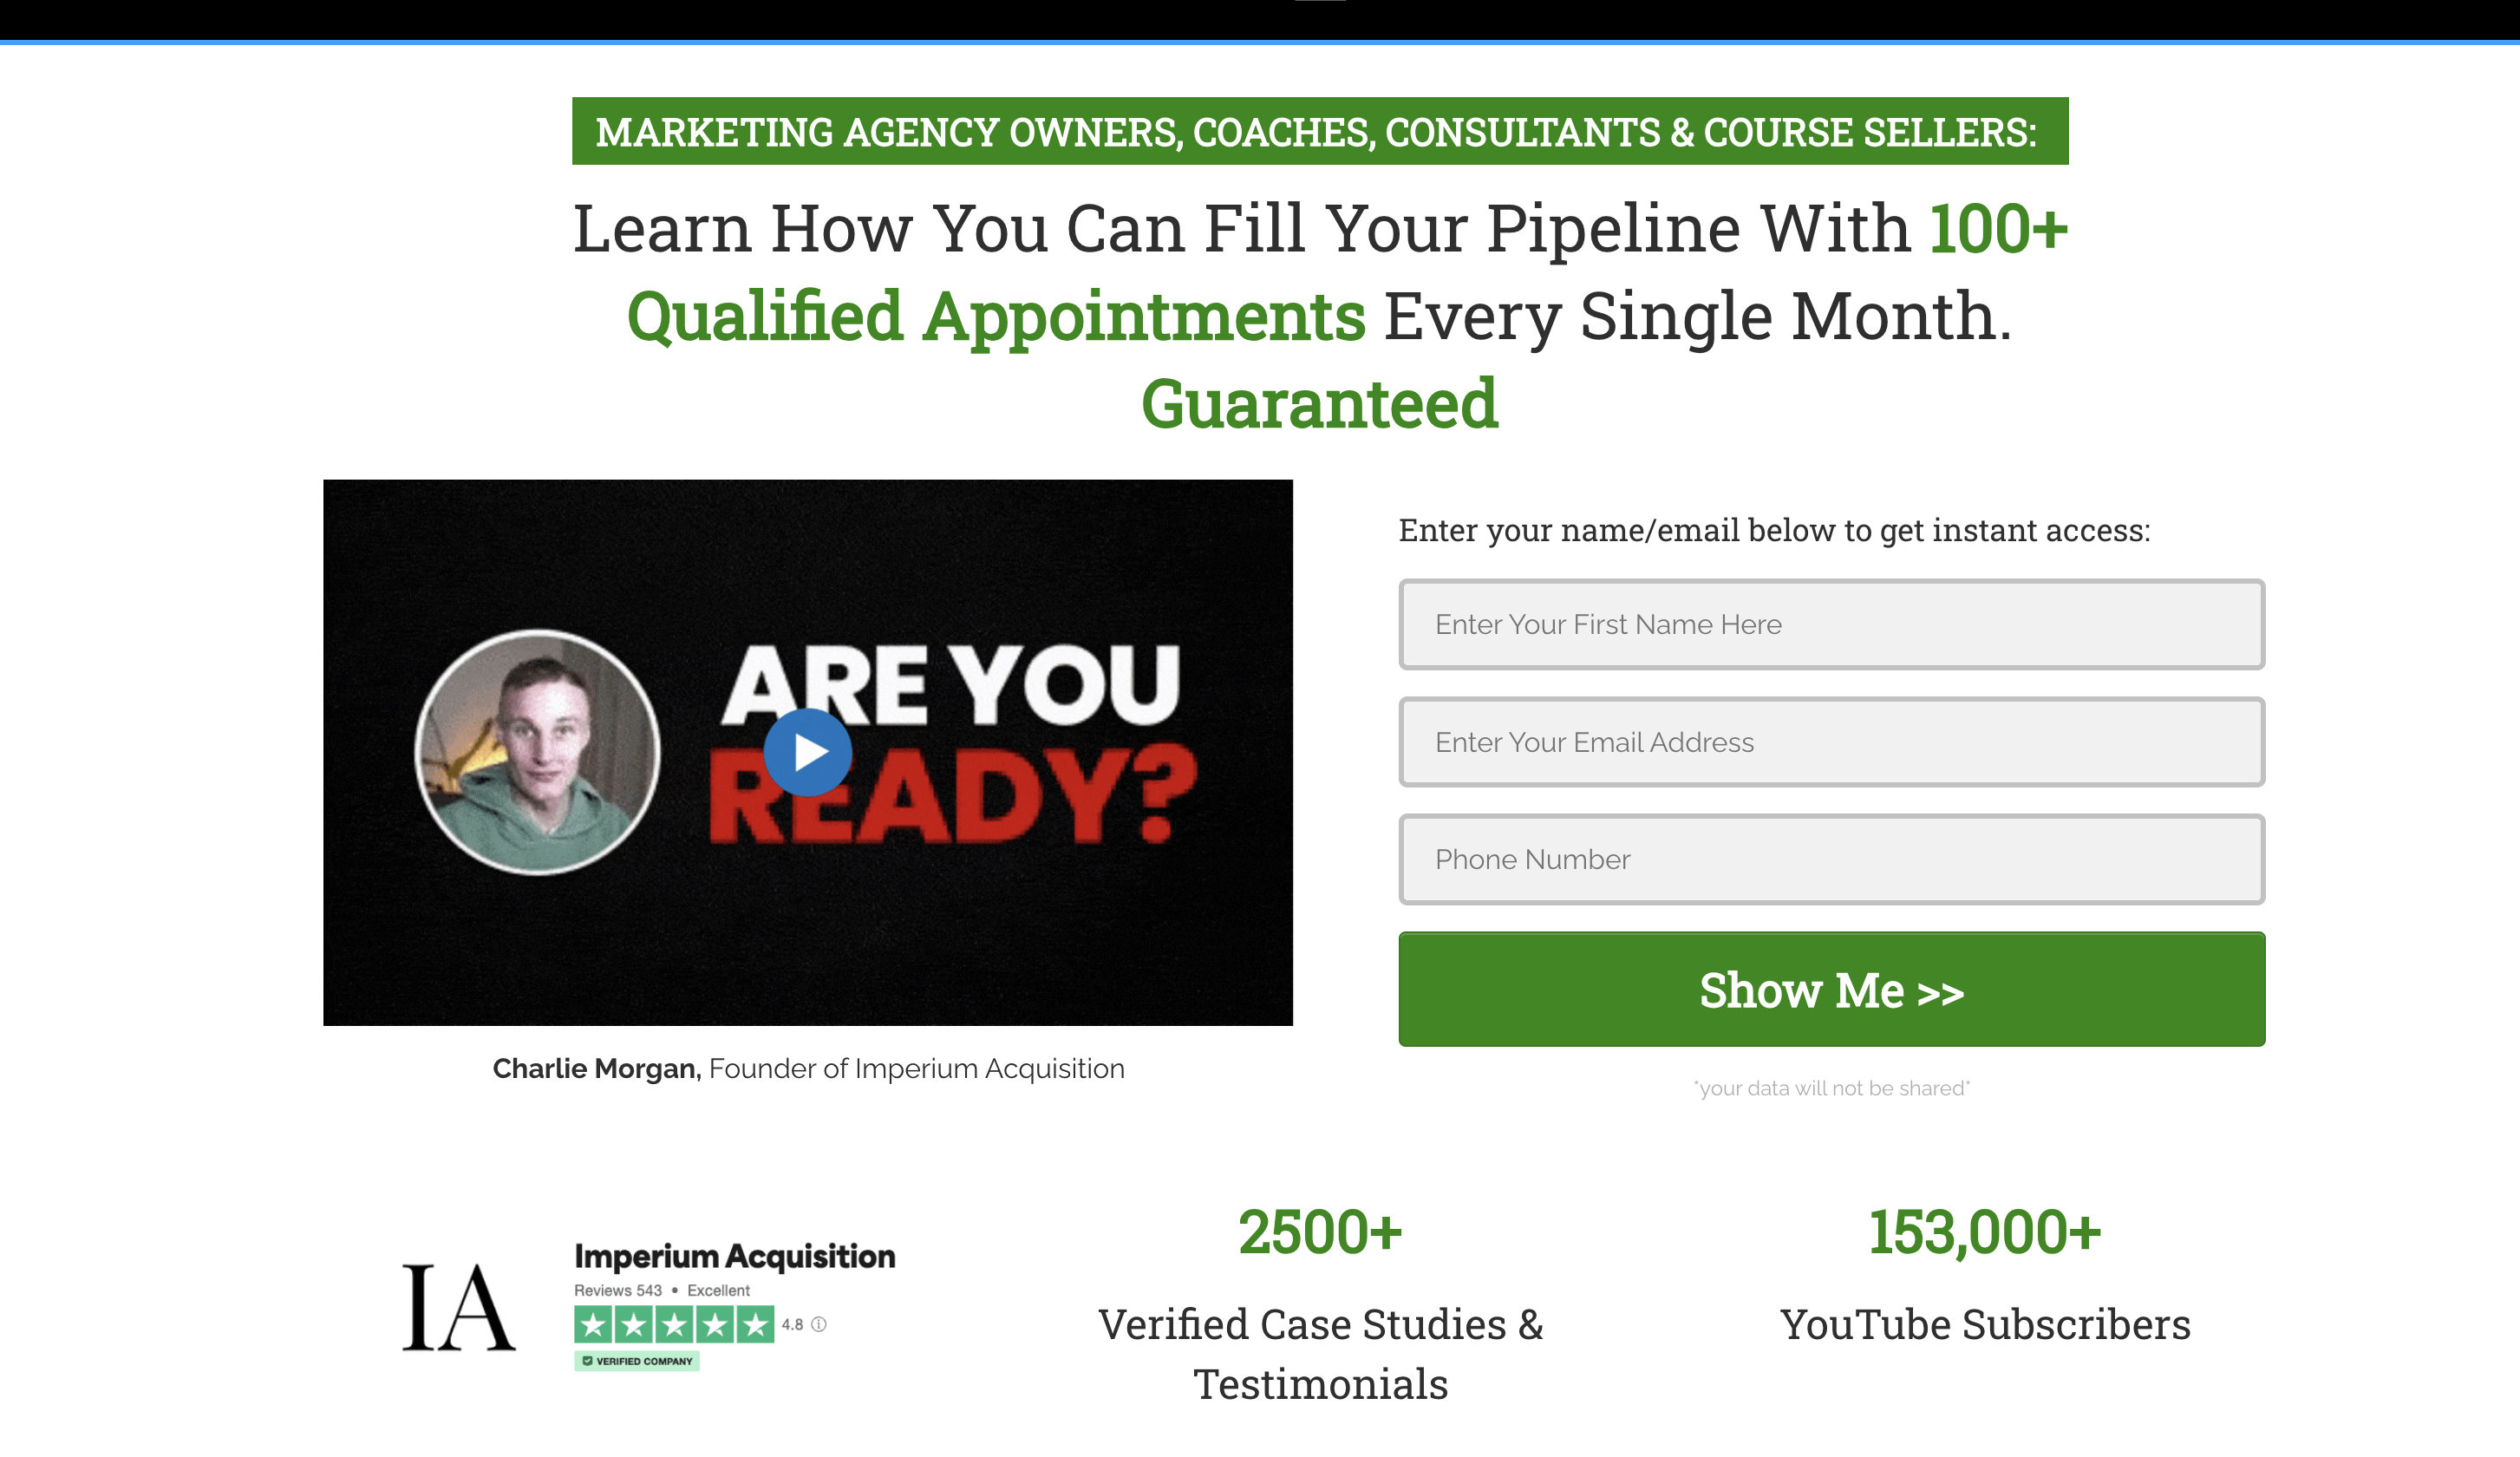 MARKETING AGENCY OWNERS, COACHES, CONSULTANTS & COURSE SELLERS:
Learn How You Can Fill Your Pipeline With 100+
Qualified Appointments Every Single Month.
Guaranteed
ARE YOU
READY?
Charlie Morgan, Founder of Imperium Acquisition
Enter your name/email below to get instant access:
Enter Your First Name Here
Enter Your Email Address
Phone Number
Show Me >>
*your data will not be shared*
IA
Imperium Acquisition
Reviews 543 • Excellent
4.8
VERIFIED COMPANY
2500+
Verified Case Studies &
Testimonials
153,000+
YouTube Subscribers